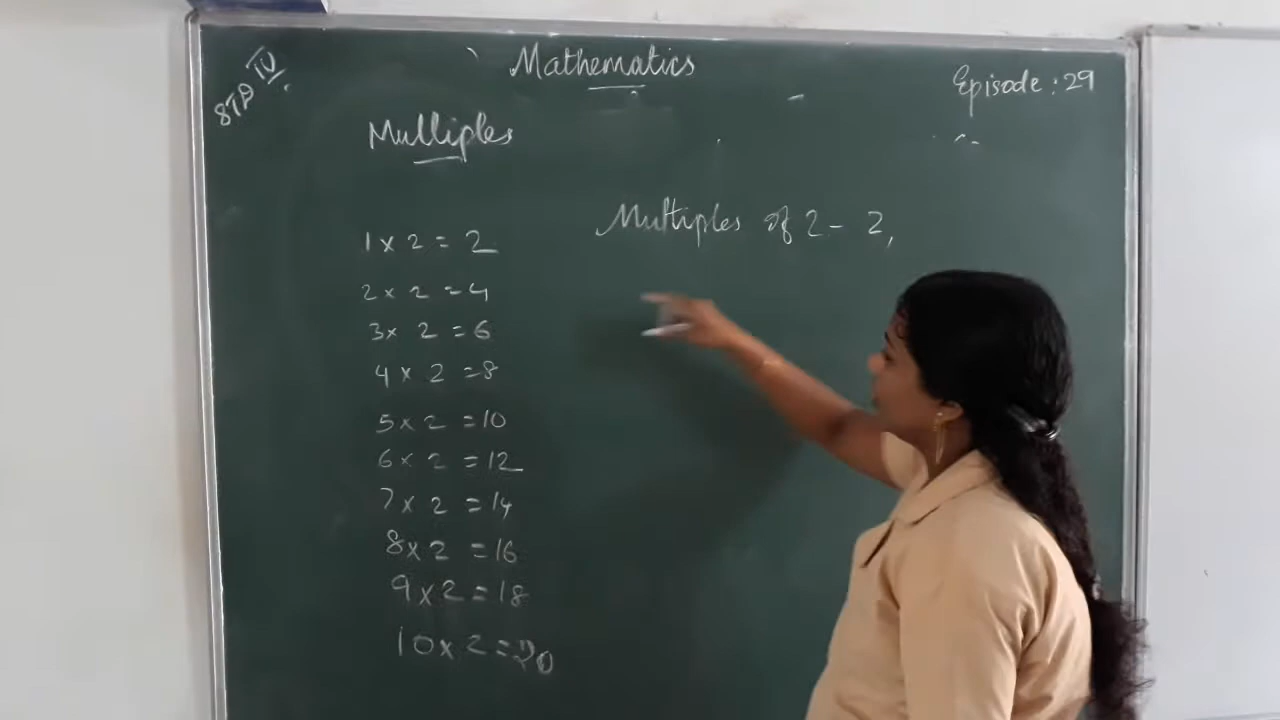 STD IV
Mathematics
Episode : 29
Multiples
Multiples of 2 - 2,
1 x 2 = 2
2 x 2 = 4
3 x 2 = 6
4 x 2 = 8
5 x 2 = 10
6 x 2 = 12
7 x 2 = 14
8 x 2 = 16
9 x 2 = 18
10 x 2 = 20